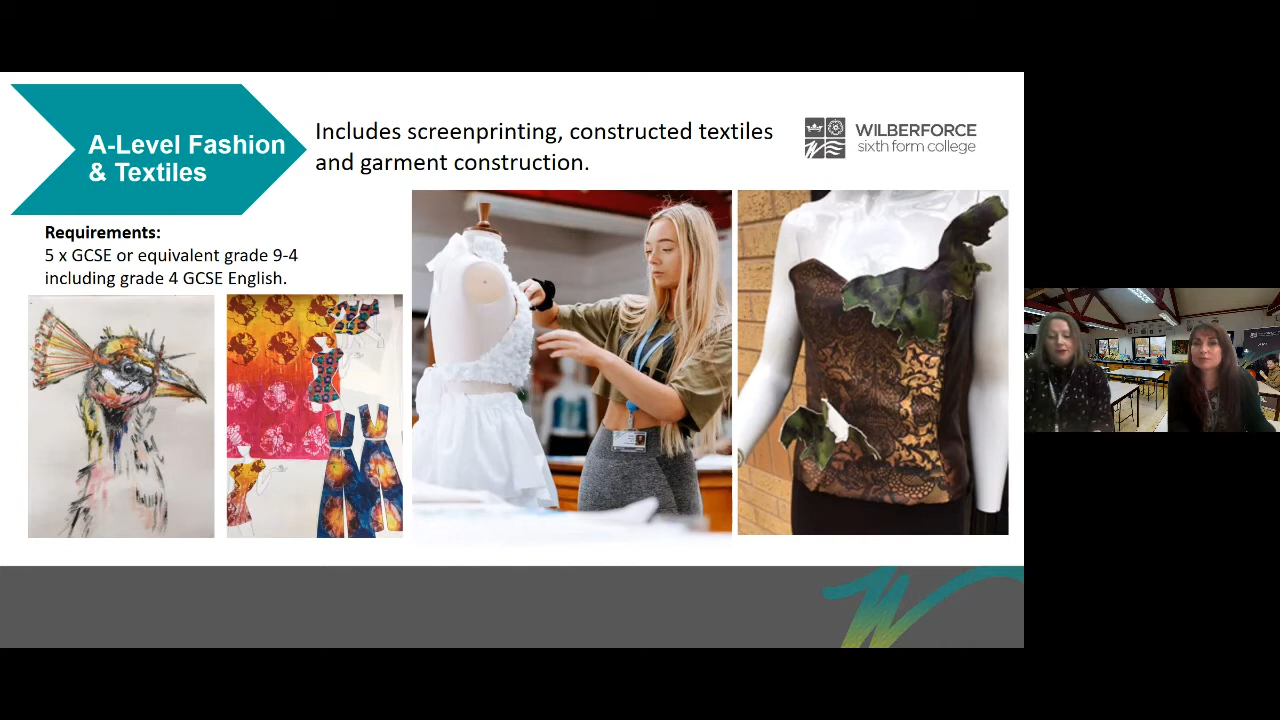 A-Level Fashion
& Textiles
Includes screenprinting, constructed textiles
and garment construction.
WILBERFORCE
sixth form college
Requirements:
5 x GCSE or equivalent grade 9-4
including grade 4 GCSE English.